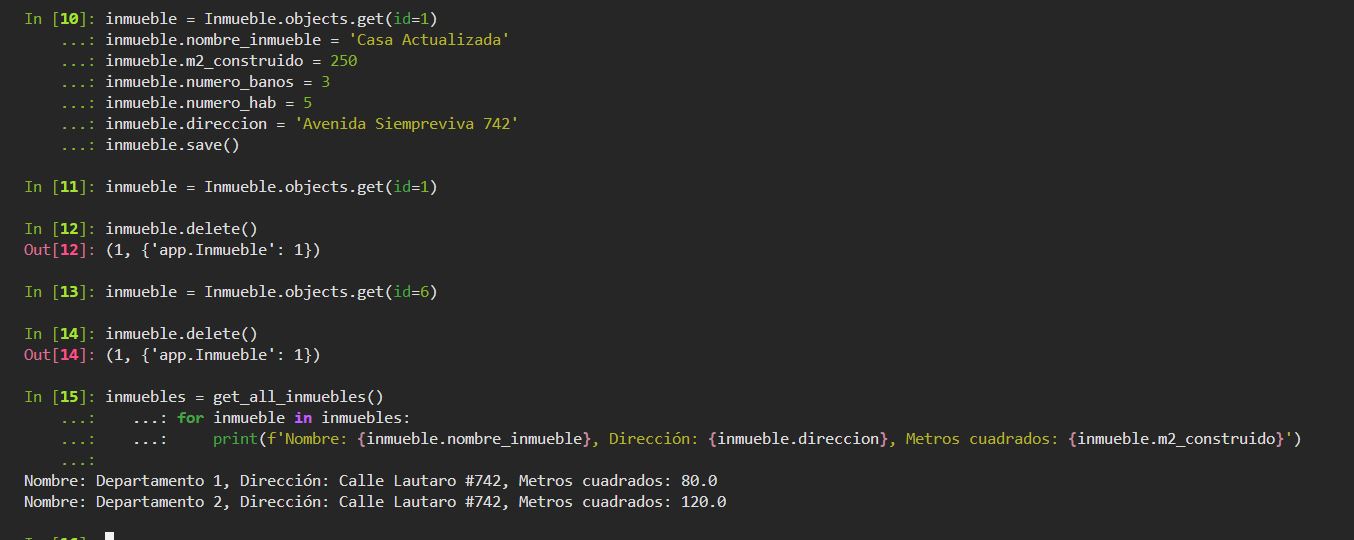 In [10]: inmueble = Inmueble.objects.get(id=1)
    ...: inmueble.nombre_inmueble = 'Casa Actualizada'
    ...: inmueble.m2_construido = 250
    ...: inmueble.numero_banos = 3
    ...: inmueble.numero_hab = 5
    ...: inmueble.direccion = 'Avenida Siempreviva 742'
    ...: inmueble.save()
In [11]: inmueble = Inmueble.objects.get(id=1)
In [12]: inmueble.delete()
Out[12]: (1, {'app.Inmueble': 1})
In [13]: inmueble = Inmueble.objects.get(id=6)
In [14]: inmueble.delete()
Out[14]: (1, {'app.Inmueble': 1})
In [15]: inmuebles = get_all_inmuebles()
    ...:    ...: for inmueble in inmuebles:
    ...:    ...:     print(f'Nombre: {inmueble.nombre_inmueble}, Dirección: {inmueble.direccion}, Metros cuadrados: {inmueble.m2_construido}')
    ...:
Nombre: Departamento 1, Dirección: Calle Lautaro #742, Metros cuadrados: 80.0
Nombre: Departamento 2, Dirección: Calle Lautaro #742, Metros cuadrados: 120.0
In [16]: